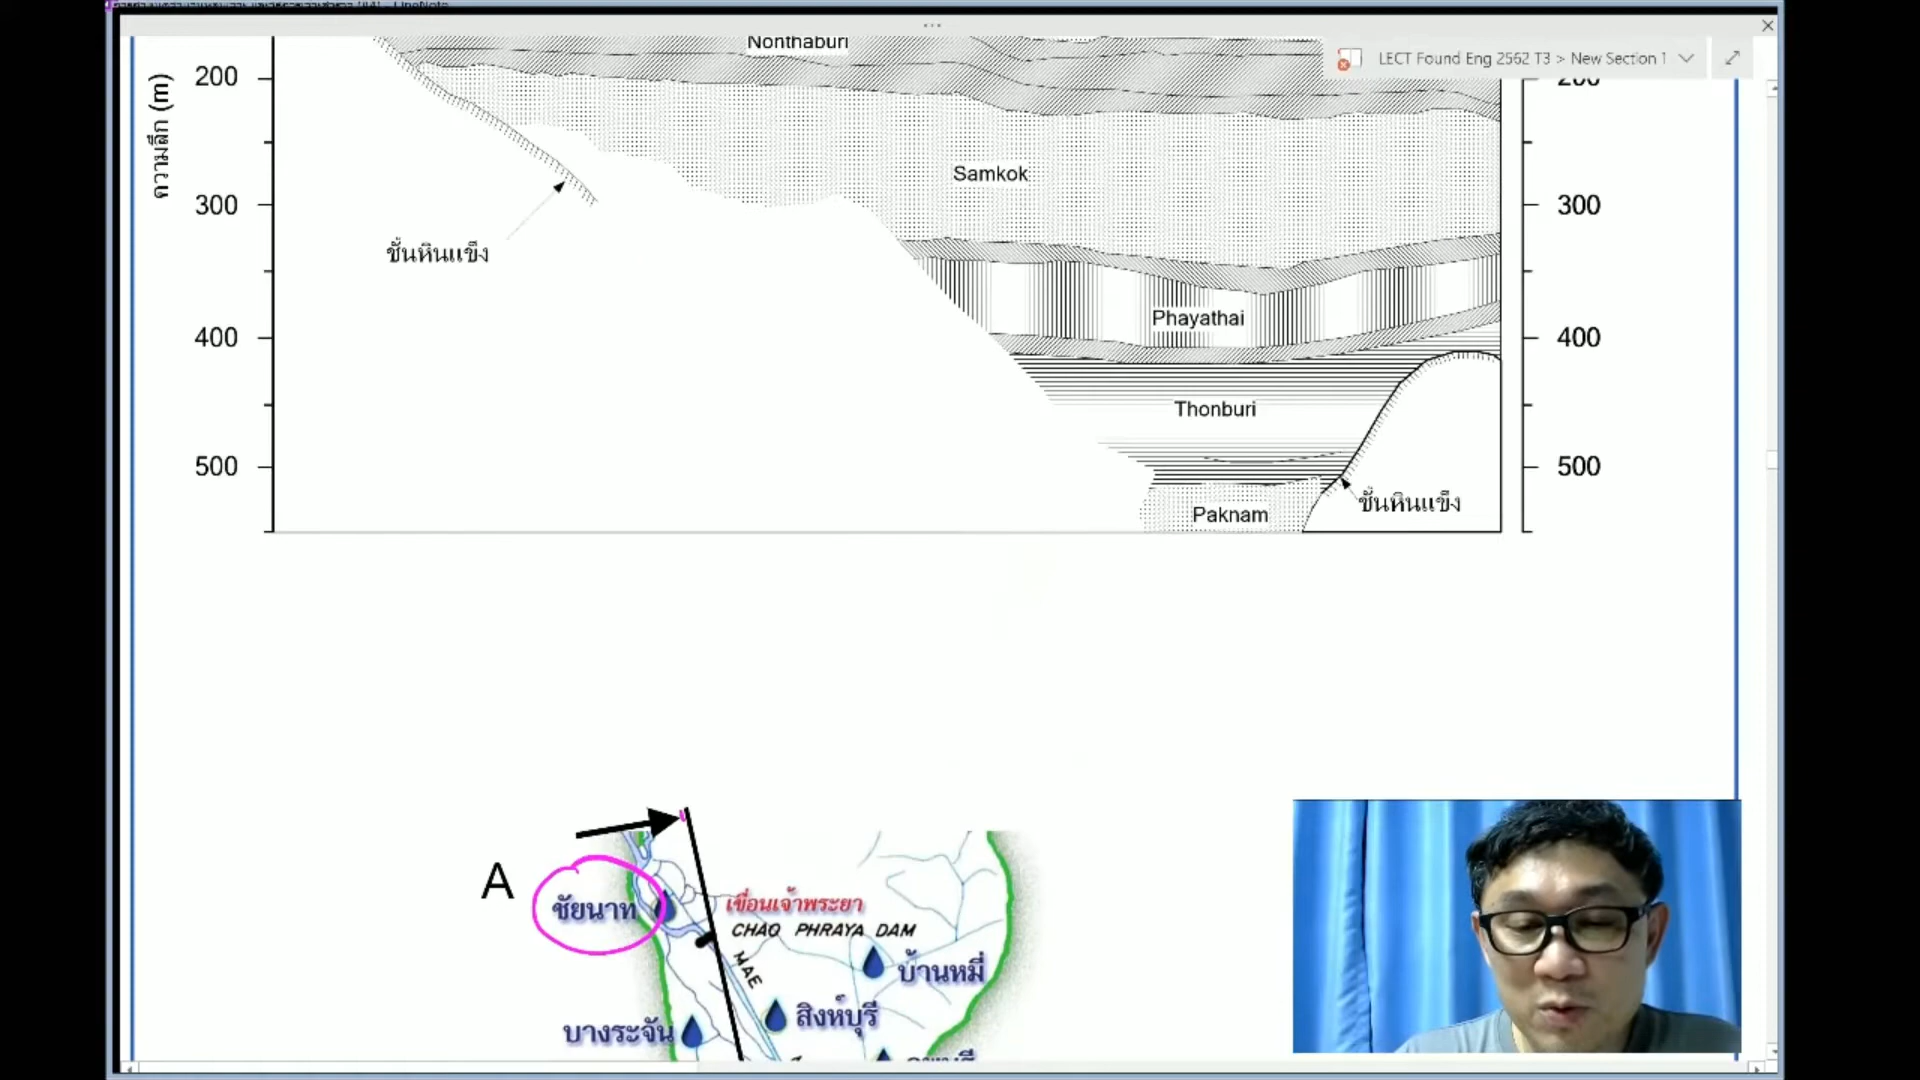 Nonthaburi
LECT Found Eng 2562 T3 > New Section 1
ความลึก (m)
200
200
Samkok
300
300
ชั้นหินแข็ง
Phayathai
400
400
Thonburi
500
500
ชั้นหินแข็ง
Paknam
A
ชัยนาท
เขื่อนเจ้าพระยา
CHAO PHRAYA DAM
MAE
บ้านหมี่
สิงห์บุรี
บางระจัน